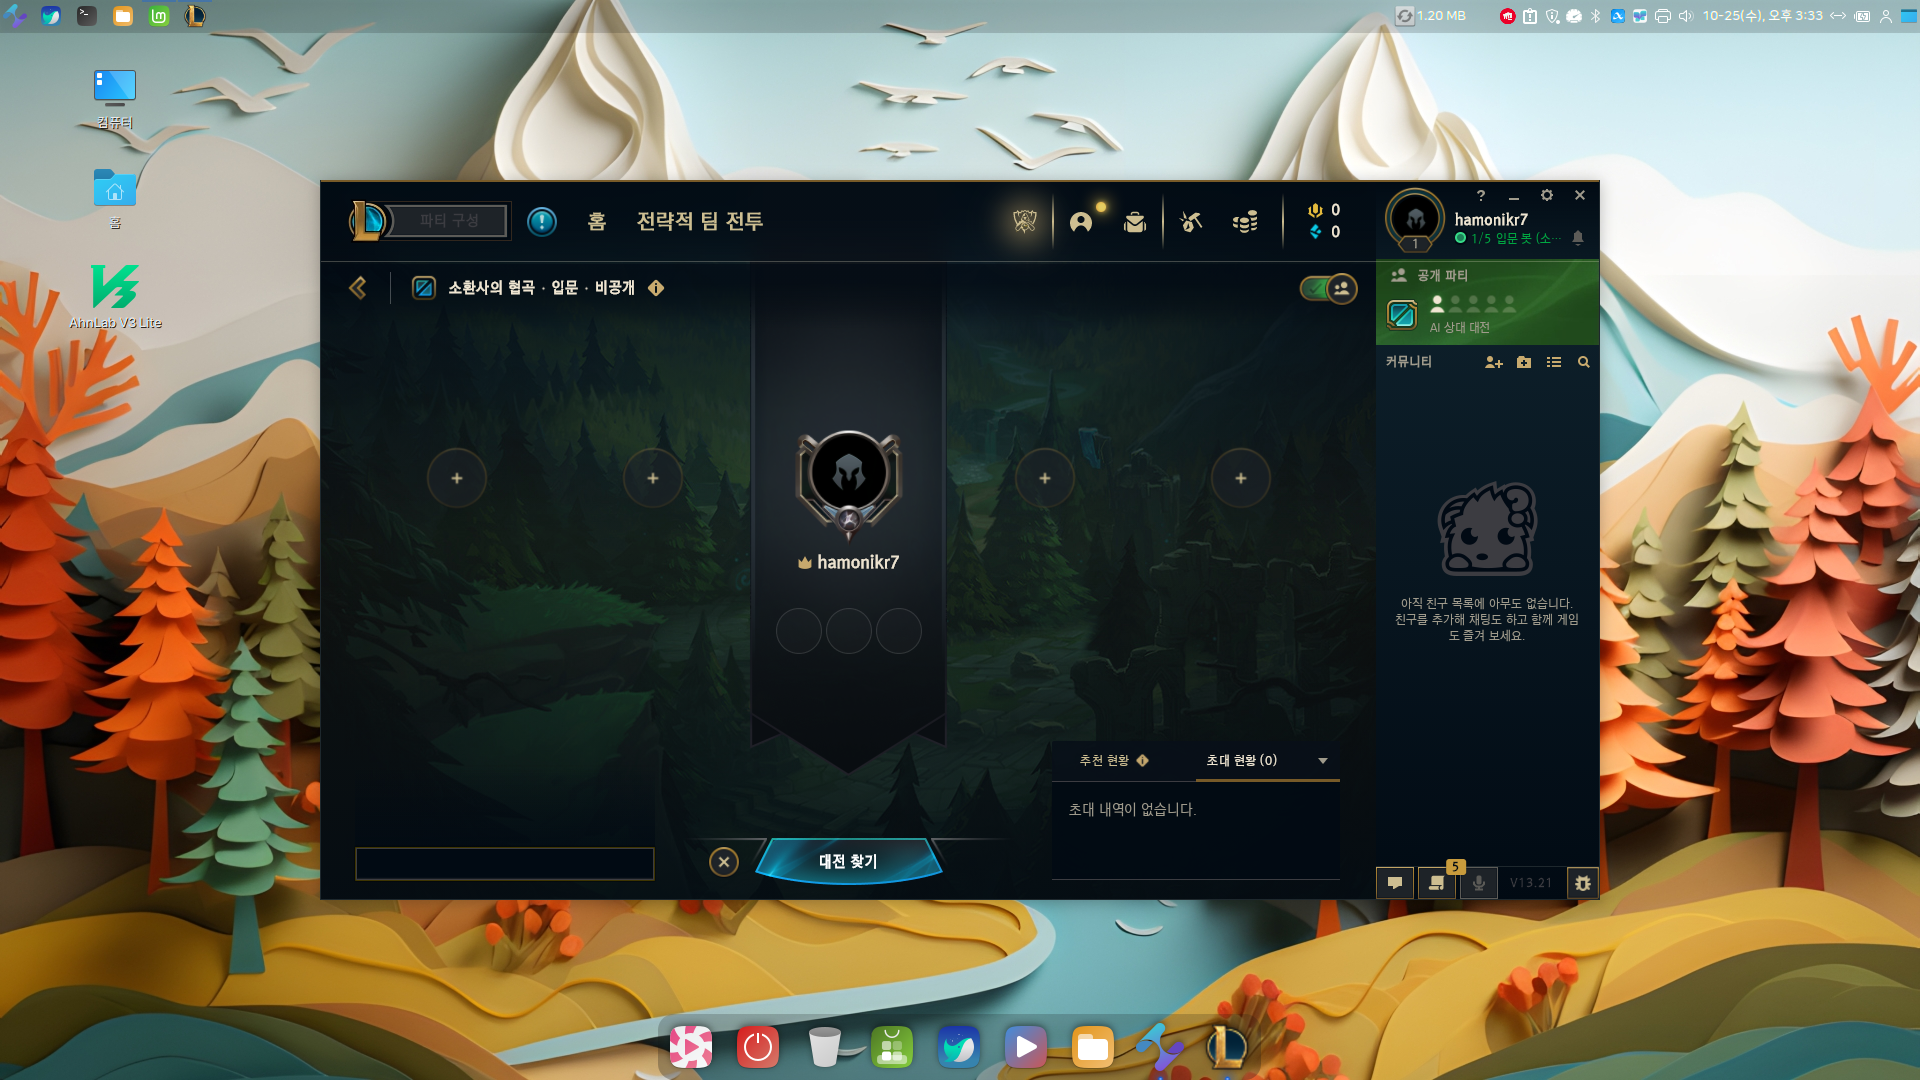 1.20 MB
10-25(수), 오후 3:33
컴퓨터
홈
AhnLab V3 Lite
파티 구성
홈
전략적 팀 전투
0
0
1
hamonikr7
1/5 입문 봇 (소···
소환사의 협곡 · 입문 · 비공개
공개 파티
AI 상대 대전
커뮤니티
hamonikr7
아직 친구 목록에 아무도 없습니다.
친구를 추가해 채팅도 하고 함께 게임
도 즐겨 보세요.
추천 현황
초대 현황 (0)
초대 내역이 없습니다.
대전 찾기
5
V13.21